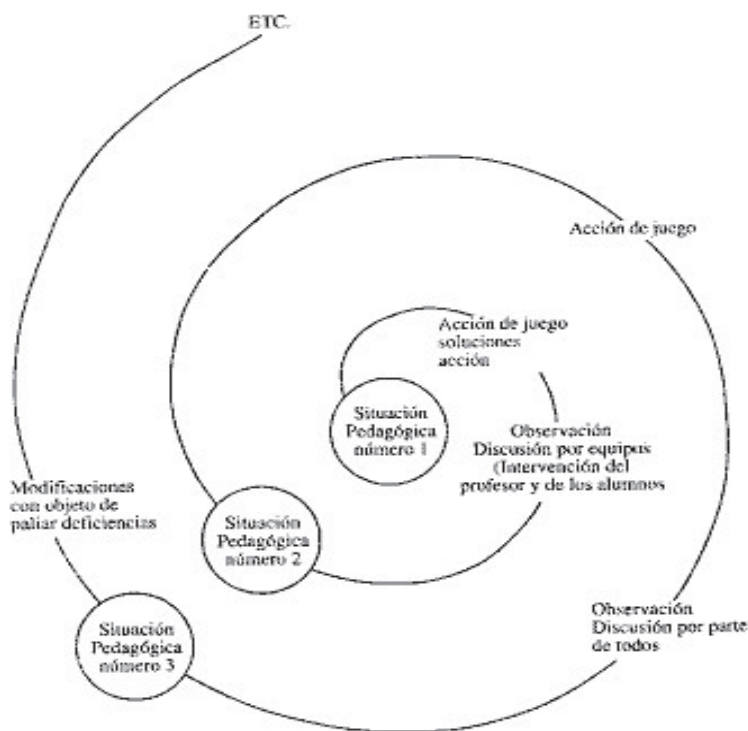 ETC.
Acción de juego
Acción de juego
soluciones
acción
Situación
Pedagógica
número 1
Observación
Discusión por equipos
(Intervención del
profesor y de los alumnos
Modificaciones
con objeto de
paliar deficiencias
Situación
Pedagógica
número 2
Observación
Discusión por parte
de todos
Situación
Pedagógica
número 3